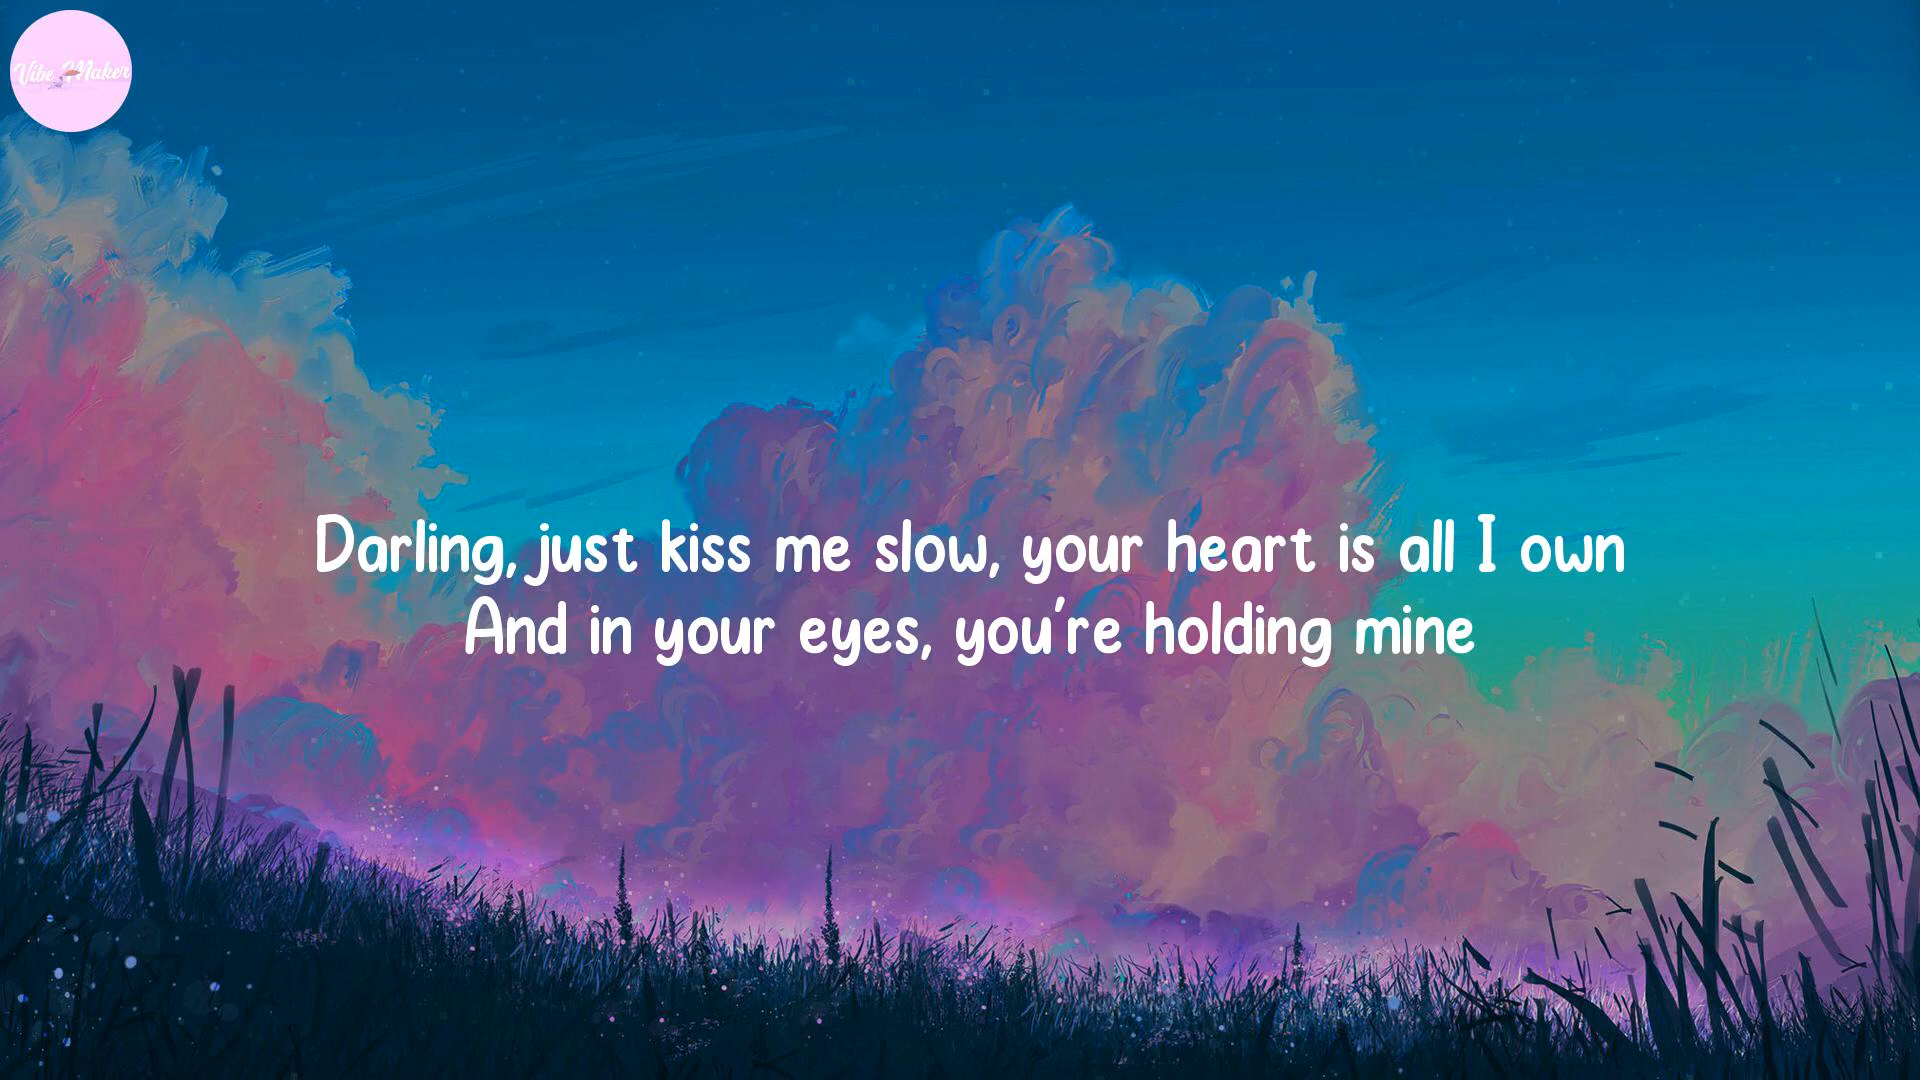 Vibe Maker
Darling, just kiss me slow, your heart is all I own
And in your eyes, you're holding mine